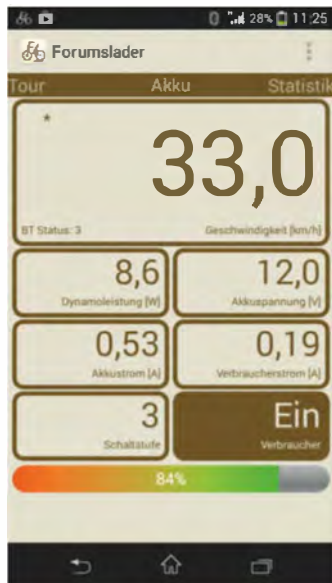 28% 11:25
Forumslader
Tour Akku Statistik
*
33,0
BT Status: 3 Geschwindigkeit [km/h]
8,6 12,0
Dynamoleistung [W] Akkuspannung [V]
0,53 0,19
Akkustrom [A] Verbraucherstrom [A]
3 Ein
Schaltstufe Verbraucher
84%